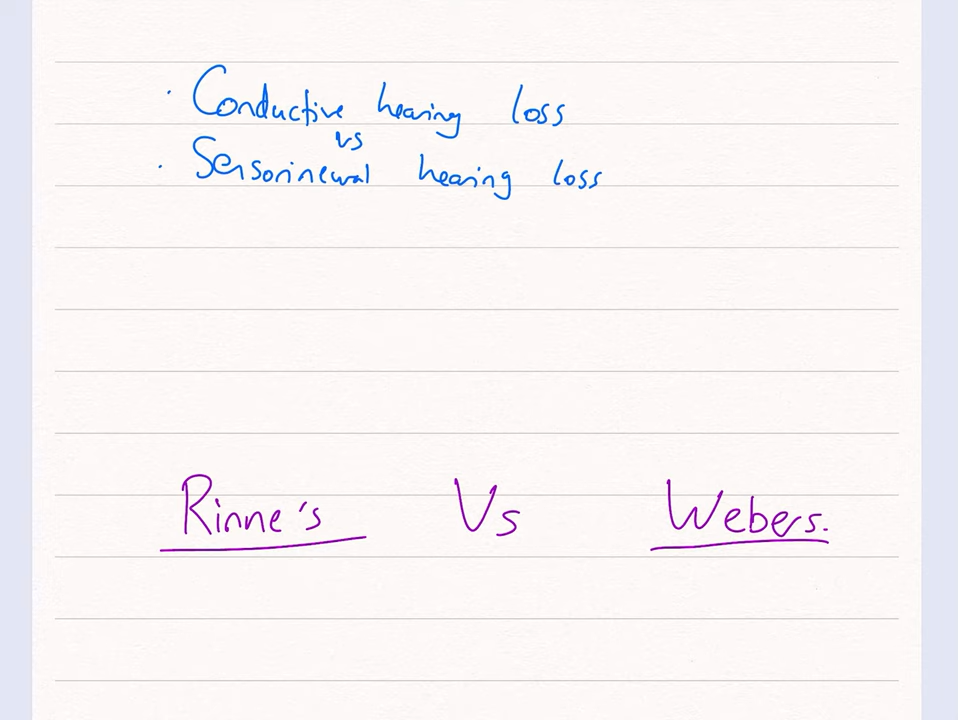 · Conductive hearing loss
vs
· Sensorineural hearing loss
Rinne's Vs Webers.